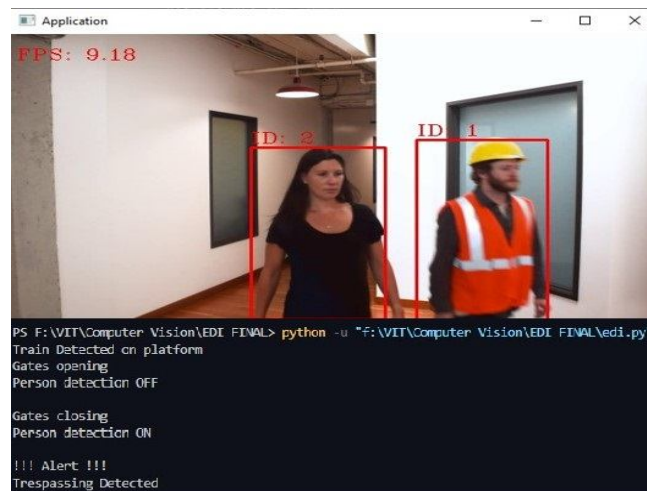 Application
FPS: 9.18
ID: 2
ID: 1
PS F:\VIT\Computer Vision\EDI FINAL> python -u "f:\VIT\Computer Vision\EDI FINAL\edi.py
Train Detected on platform
Gates opening
Person detection OFF
Gates closing
Person detection ON
!!! Alert !!!
Trespassing Detected